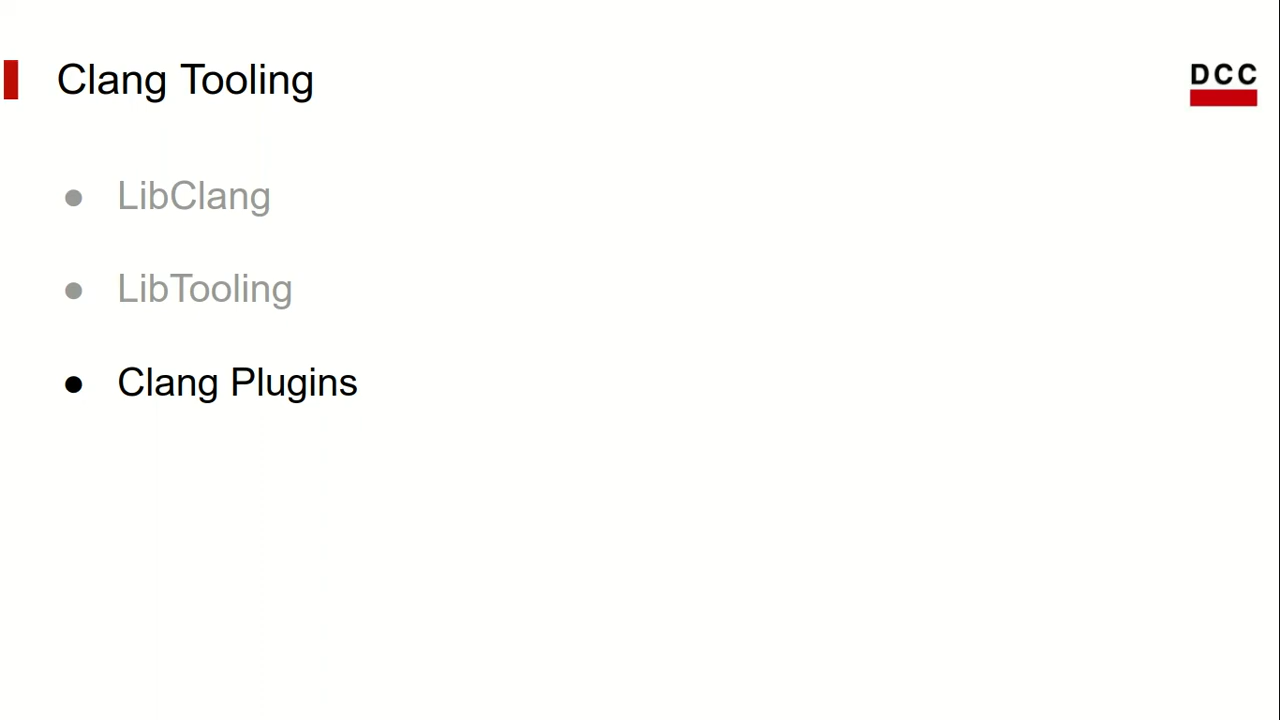 Clang Tooling
DCC
● LibClang
● LibTooling
● Clang Plugins